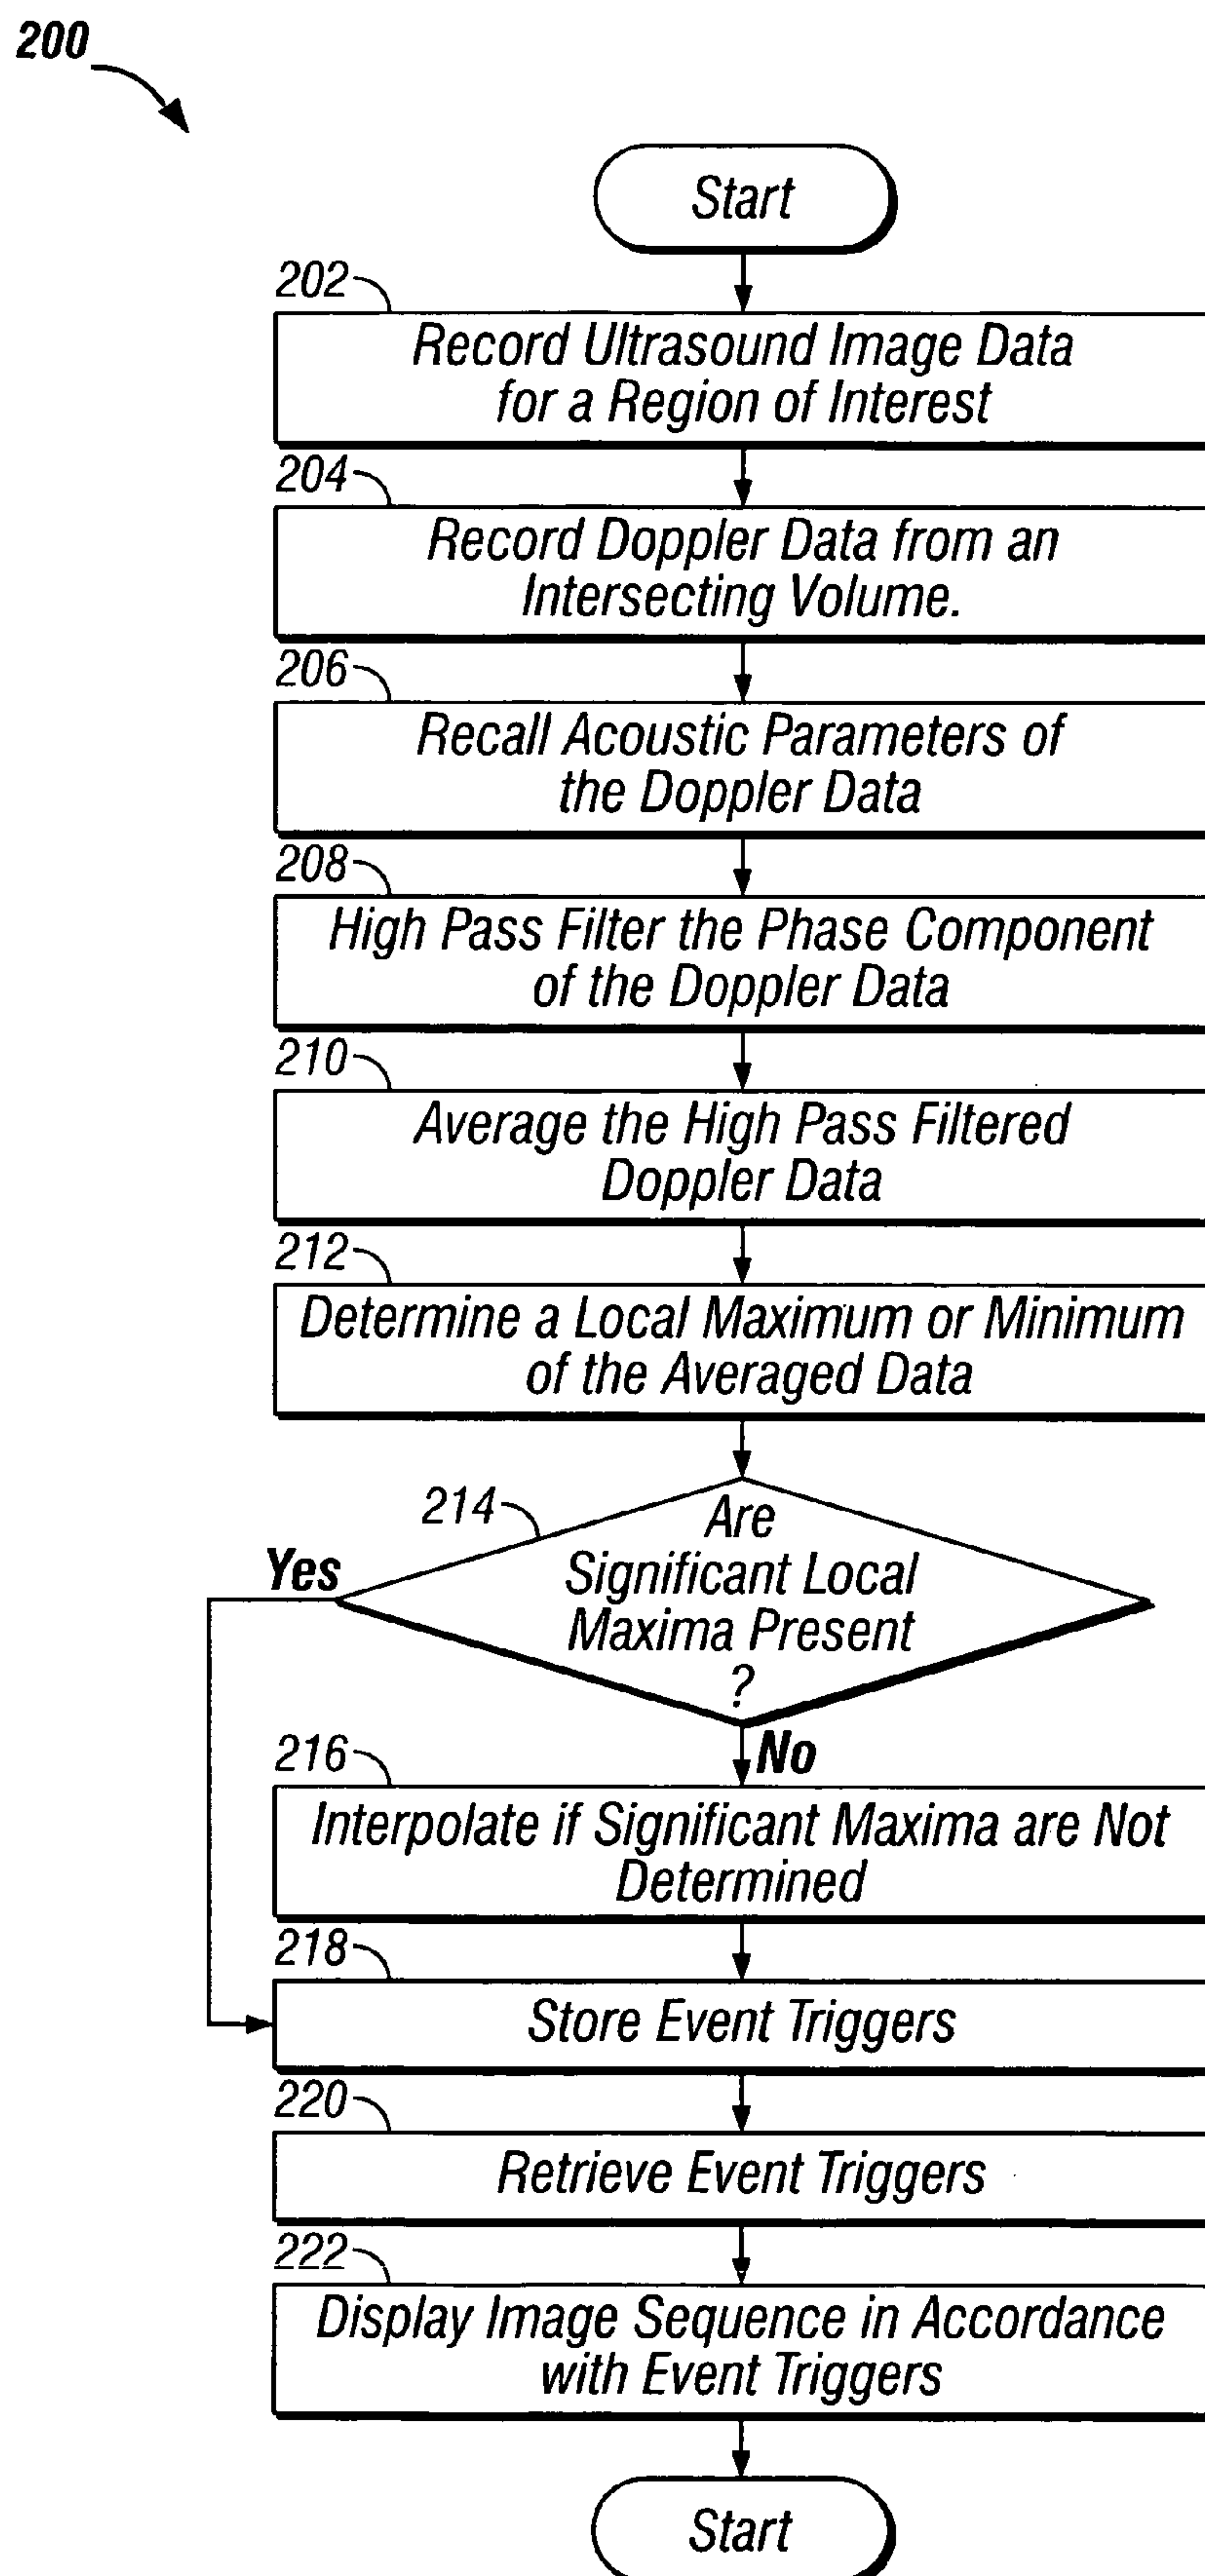 200
Start
202
Record Ultrasound Image Data
for a Region of Interest
204
Record Doppler Data from an
Intersecting Volume.
206
Recall Acoustic Parameters of
the Doppler Data
208
High Pass Filter the Phase Component
of the Doppler Data
210
Average the High Pass Filtered
Doppler Data
212
Determine a Local Maximum or Minimum
of the Averaged Data
214
Are
Significant Local
Maxima Present
?
Yes
No
216
Interpolate if Significant Maxima are Not
Determined
218
Store Event Triggers
220
Retrieve Event Triggers
222
Display Image Sequence in Accordance
with Event Triggers
Start